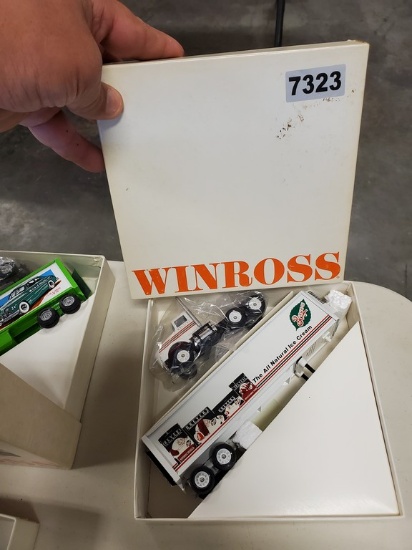 7323
WINROSS
The All Natural Ice Cream